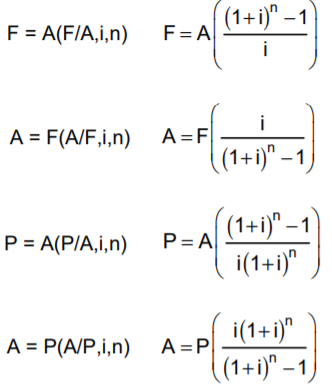 F = A(F/A,i,n) F = A( ((1+i)^n − 1) / i )
A = F(A/F,i,n) A = F( i / ((1+i)^n − 1) )
P = A(P/A,i,n) P = A( ((1+i)^n − 1) / (i(1+i)^n) )
A = P(A/P,i,n) A = P( (i(1+i)^n) / ((1+i)^n − 1) )